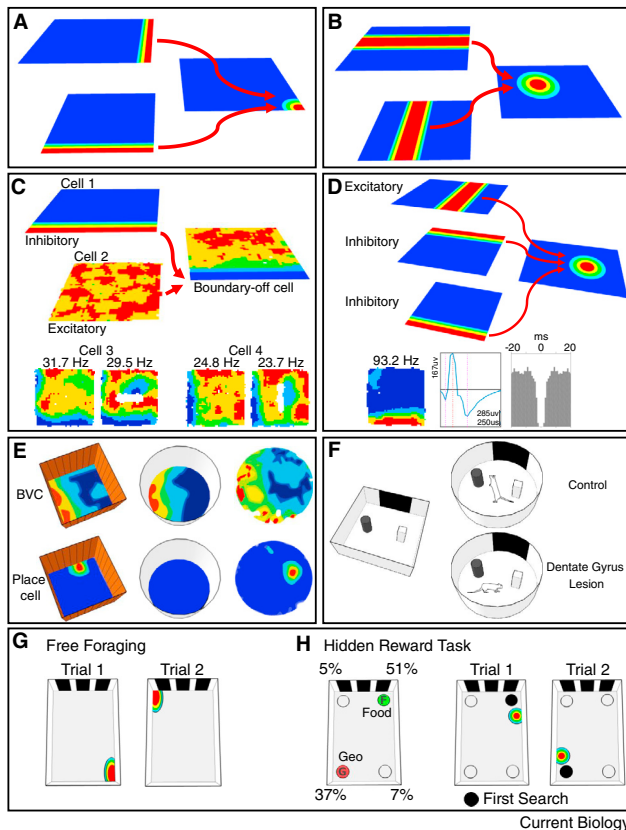 A
B
C
Cell 1
Inhibitory
Cell 2
Excitatory
Boundary-off cell
Cell 3
31.7 Hz 29.5 Hz
Cell 4
24.8 Hz 23.7 Hz
D
Excitatory
Inhibitory
Inhibitory
93.2 Hz
167uv
285uv
250us
ms
-20 0 20
E
BVC
Place
cell
F
Control
Dentate Gyrus
Lesion
G Free Foraging
Trial 1 Trial 2
H Hidden Reward Task
5% 51%
F
Food
Geo
G
37% 7%
Trial 1 Trial 2
First Search
Current Biology